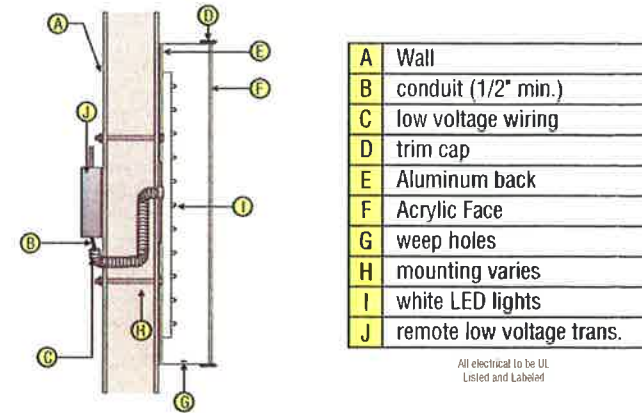 D
A
E
F
J
I
B
H
C
G
A Wall
B conduit (1/2" min.)
C low voltage wiring
D trim cap
E Aluminum back
F Acrylic Face
G weep holes
H mounting varies
I white LED lights
J remote low voltage trans.
All electrical to be UL
Listed and Labeled